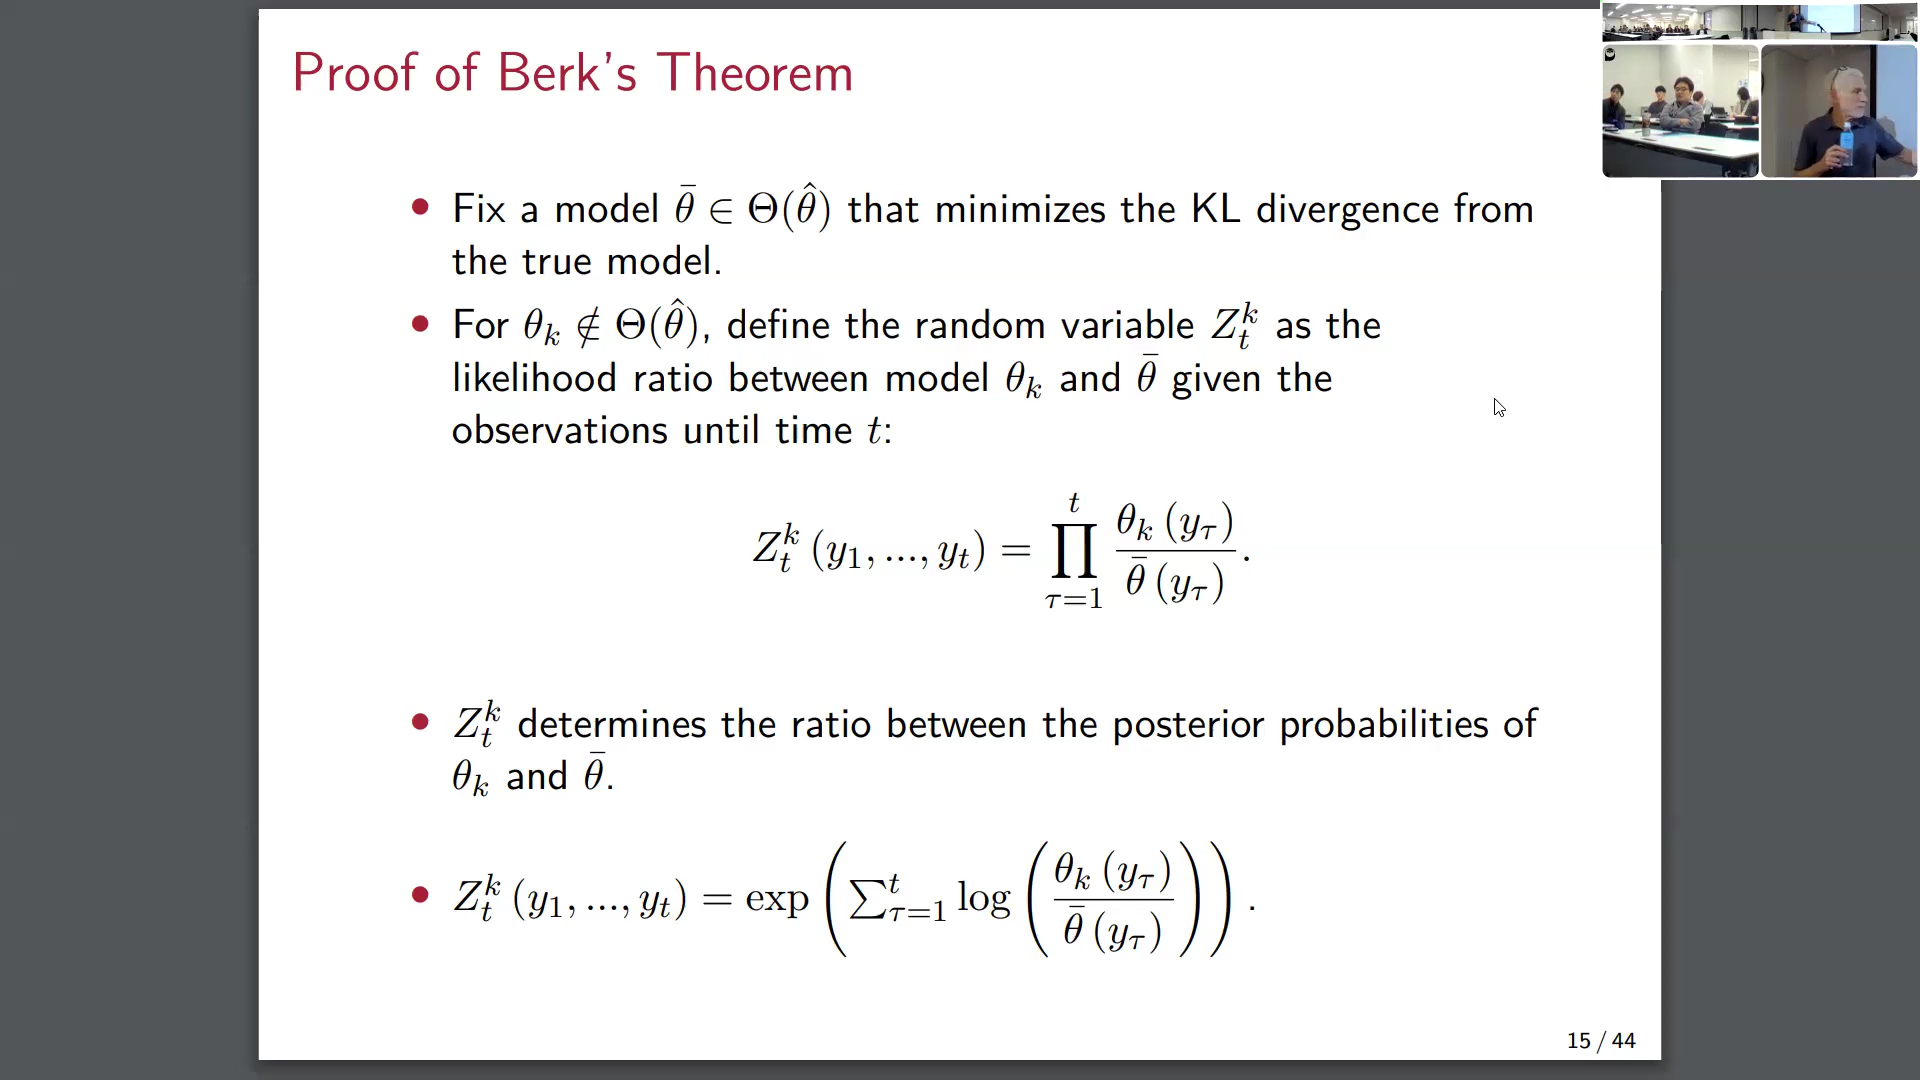 Proof of Berk's Theorem
• Fix a model θ̄ ∈ Θ(θ̂) that minimizes the KL divergence from
the true model.
• For θ_k ∉ Θ(θ̂), define the random variable Z_t^k as the
likelihood ratio between model θ_k and θ̄ given the
observations until time t:
Z_t^k (y_1, ..., y_t) = ∏_{τ=1}^t θ_k (y_τ) / θ̄ (y_τ).
• Z_t^k determines the ratio between the posterior probabilities of
θ_k and θ̄.
• Z_t^k (y_1, ..., y_t) = exp (∑_{τ=1}^t log (θ_k (y_τ) / θ̄ (y_τ))).
15 / 44